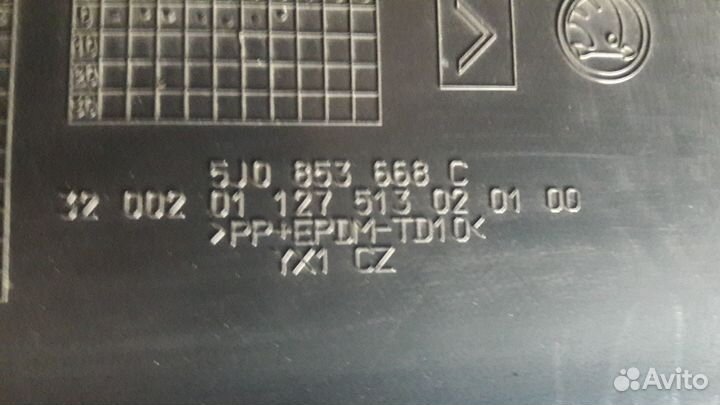 5J0 853 668 C
32 002 01 127 513 02 01 00
>PP+EPDM-TD10<
YX1 CZ
Avito